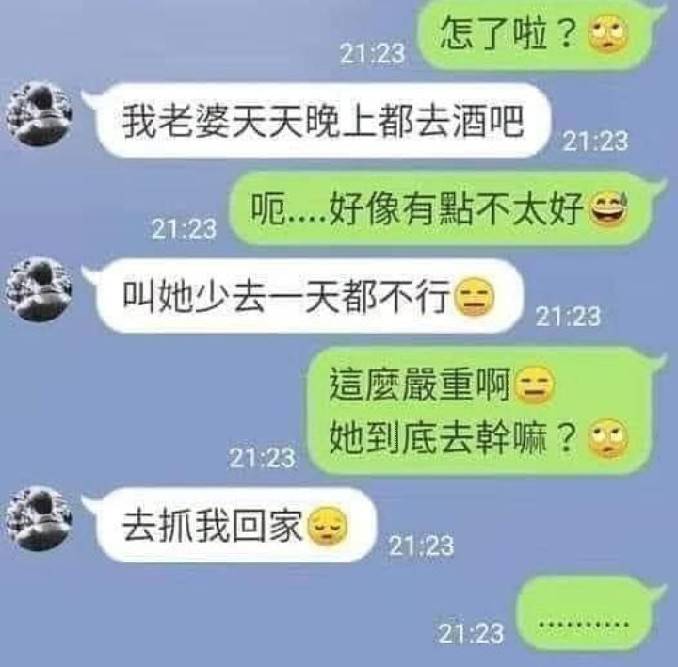 怎了啦？🙄
21:23
我老婆天天晚上都去酒吧
21:23
呃....好像有點不太好😅
21:23
叫她少去一天都不行😑
21:23
這麼嚴重啊😑
她到底去幹嘛？🙄
21:23
去抓我回家😔
21:23
..........
21:23